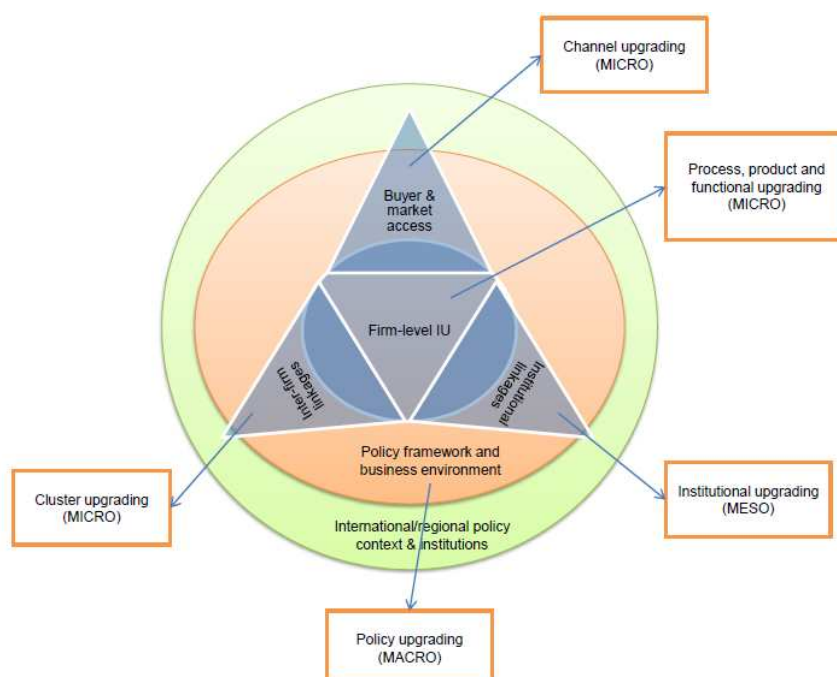 Channel upgrading
(MICRO)
Process, product and
functional upgrading
(MICRO)
Buyer &
market
access
Firm-level IU
Inter-firm
linkages
Institutional
linkages
Policy framework and
business environment
Cluster upgrading
(MICRO)
Institutional upgrading
(MESO)
International/regional policy
context & institutions
Policy upgrading
(MACRO)